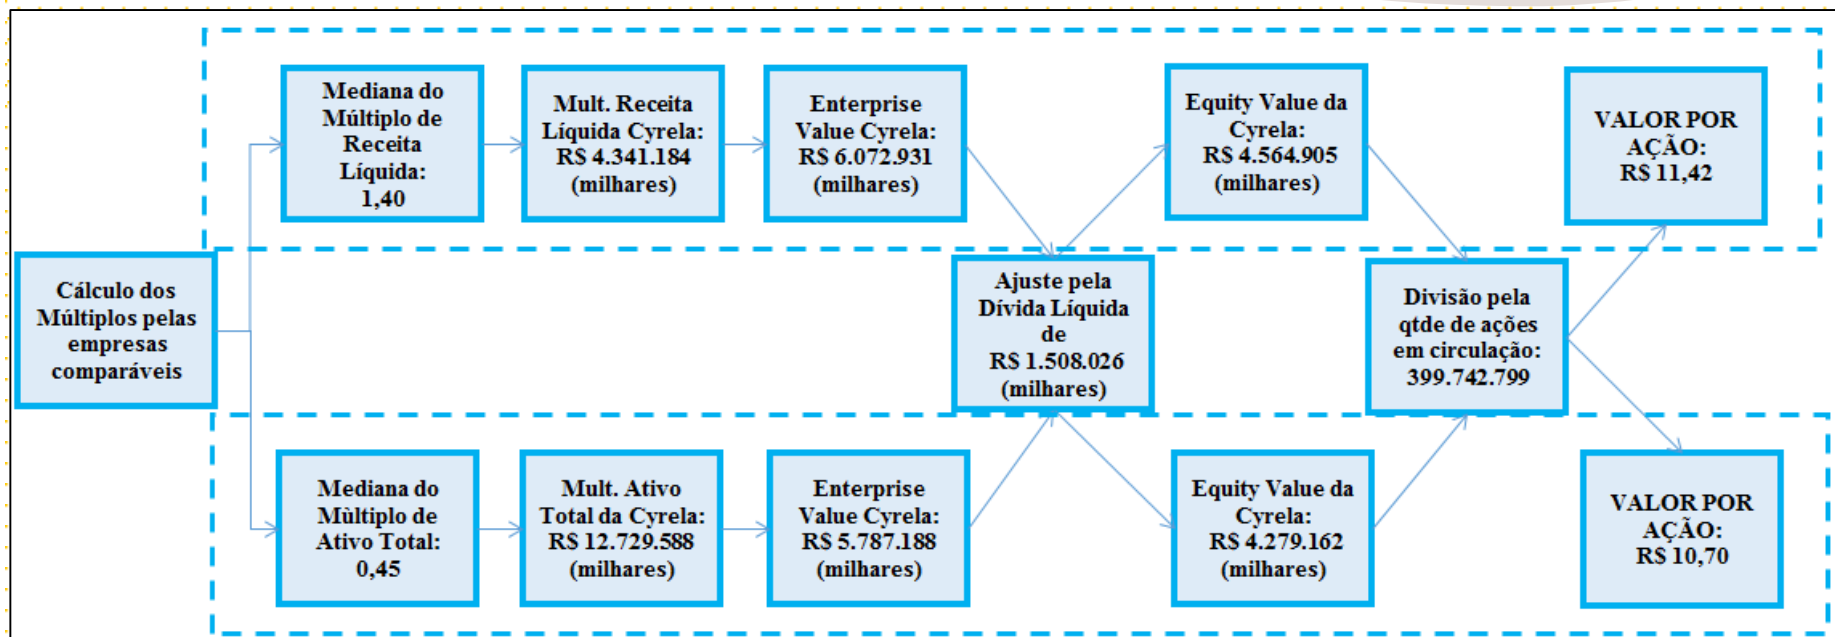 Cálculo dos
Múltiplos pelas
empresas
comparáveis
Mediana do
Múltiplo de
Receita
Líquida:
1,40
Mult. Receita
Líquida Cyrela:
R$ 4.341.184
(milhares)
Enterprise
Value Cyrela:
R$ 6.072.931
(milhares)
Equity Value da
Cyrela:
R$ 4.564.905
(milhares)
VALOR POR
AÇÃO:
R$ 11,42
Ajuste pela
Dívida Líquida
de
R$ 1.508.026
(milhares)
Divisão pela
qtde de ações
em circulação:
399.742.799
Mediana do
Mùltiplo de
Ativo Total:
0,45
Mult. Ativo
Total da Cyrela:
R$ 12.729.588
(milhares)
Enterprise
Value Cyrela:
R$ 5.787.188
(milhares)
Equity Value da
Cyrela:
R$ 4.279.162
(milhares)
VALOR POR
AÇÃO:
R$ 10,70